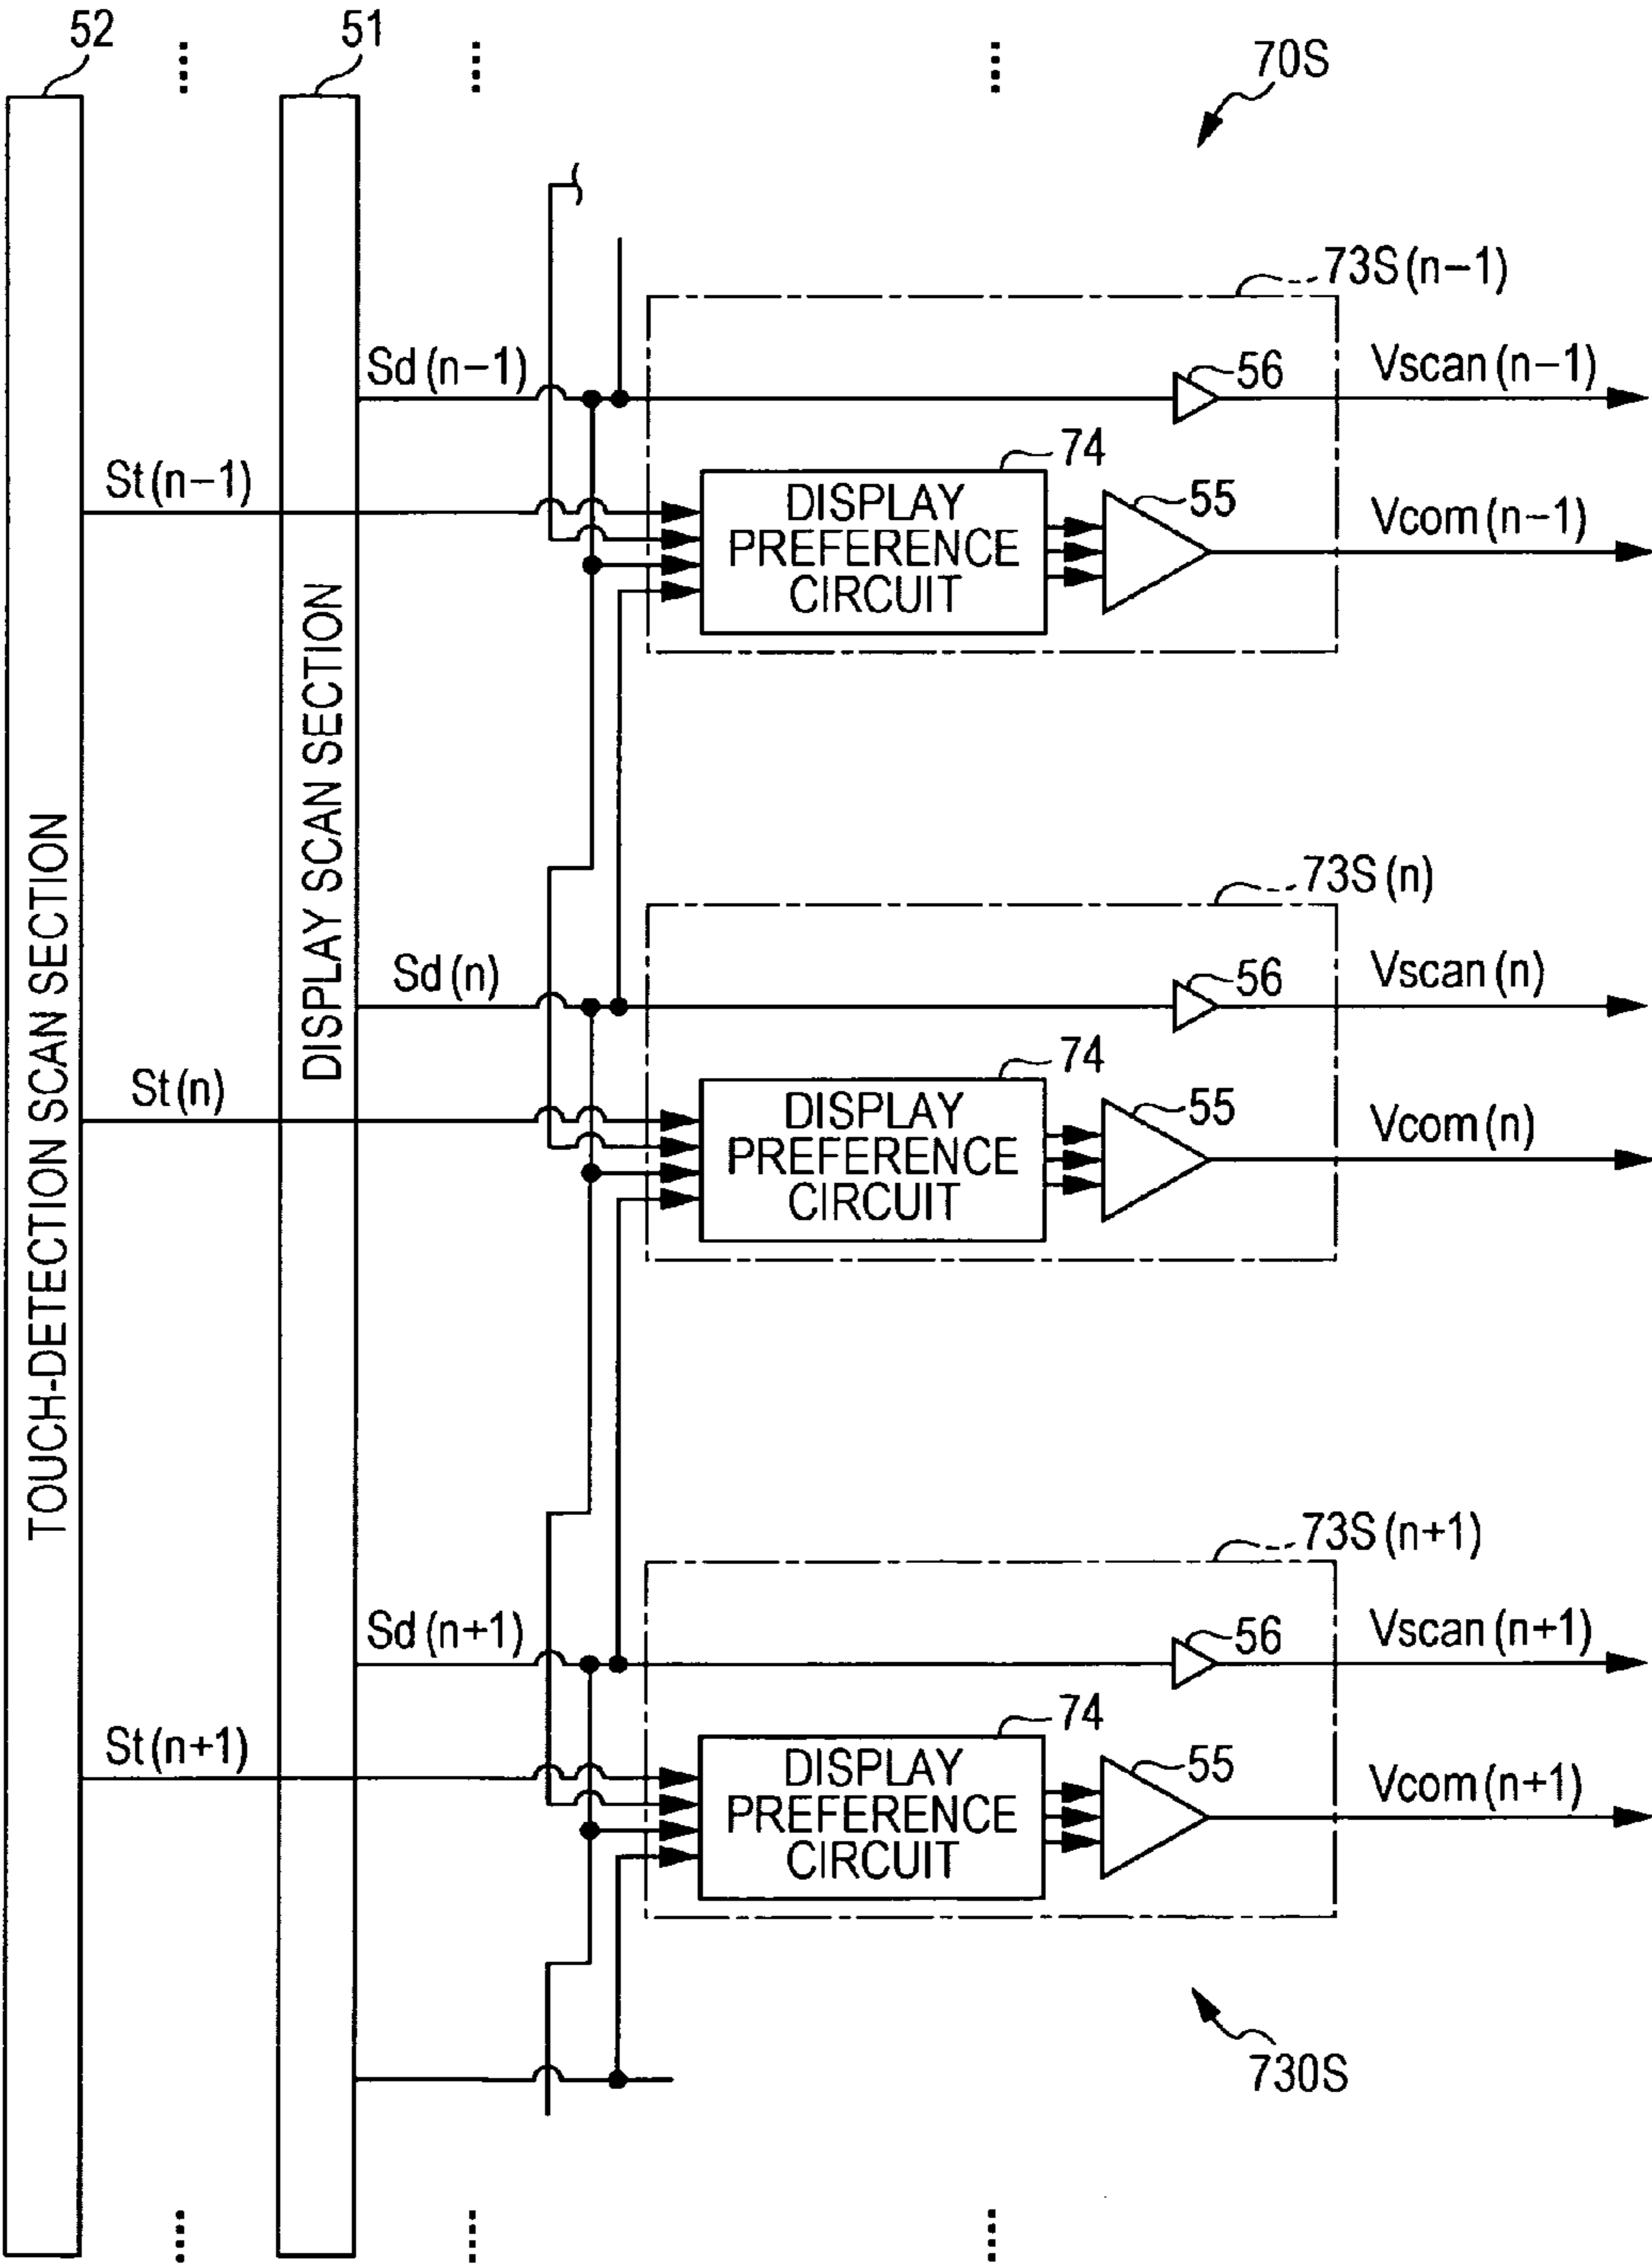 52
51
70S
73S(n-1)
Sd(n-1)
56
Vscan(n-1)
St(n-1)
74
DISPLAY
PREFERENCE
CIRCUIT
55
Vcom(n-1)
TOUCH-DETECTION SCAN SECTION
DISPLAY SCAN SECTION
73S(n)
Sd(n)
56
Vscan(n)
St(n)
74
DISPLAY
PREFERENCE
CIRCUIT
55
Vcom(n)
73S(n+1)
Sd(n+1)
56
Vscan(n+1)
St(n+1)
74
DISPLAY
PREFERENCE
CIRCUIT
55
Vcom(n+1)
730S